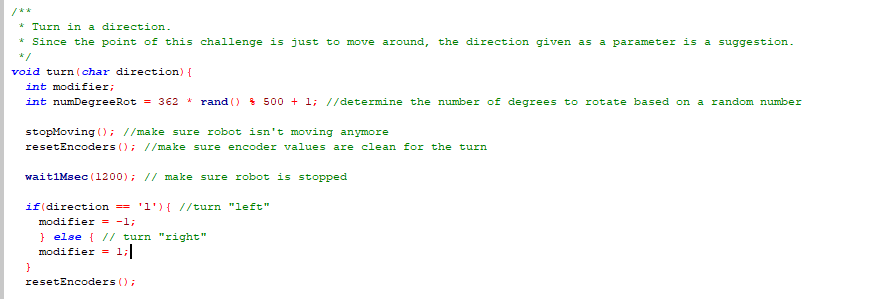 /**
 * Turn in a direction.
 * Since the point of this challenge is just to move around, the direction given as a parameter is a suggestion.
 */
void turn(char direction){
  int modifier;
  int numDegreeRot = 362 * rand() % 500 + 1; //determine the number of degrees to rotate based on a random number

  stopMoving(); //make sure robot isn't moving anymore
  resetEncoders(); //make sure encoder values are clean for the turn

  wait1Msec(1200); // make sure robot is stopped

  if(direction == 'l'){ //turn "left"
    modifier = -1;
    } else { // turn "right"
    modifier = 1;
  }
  resetEncoders();